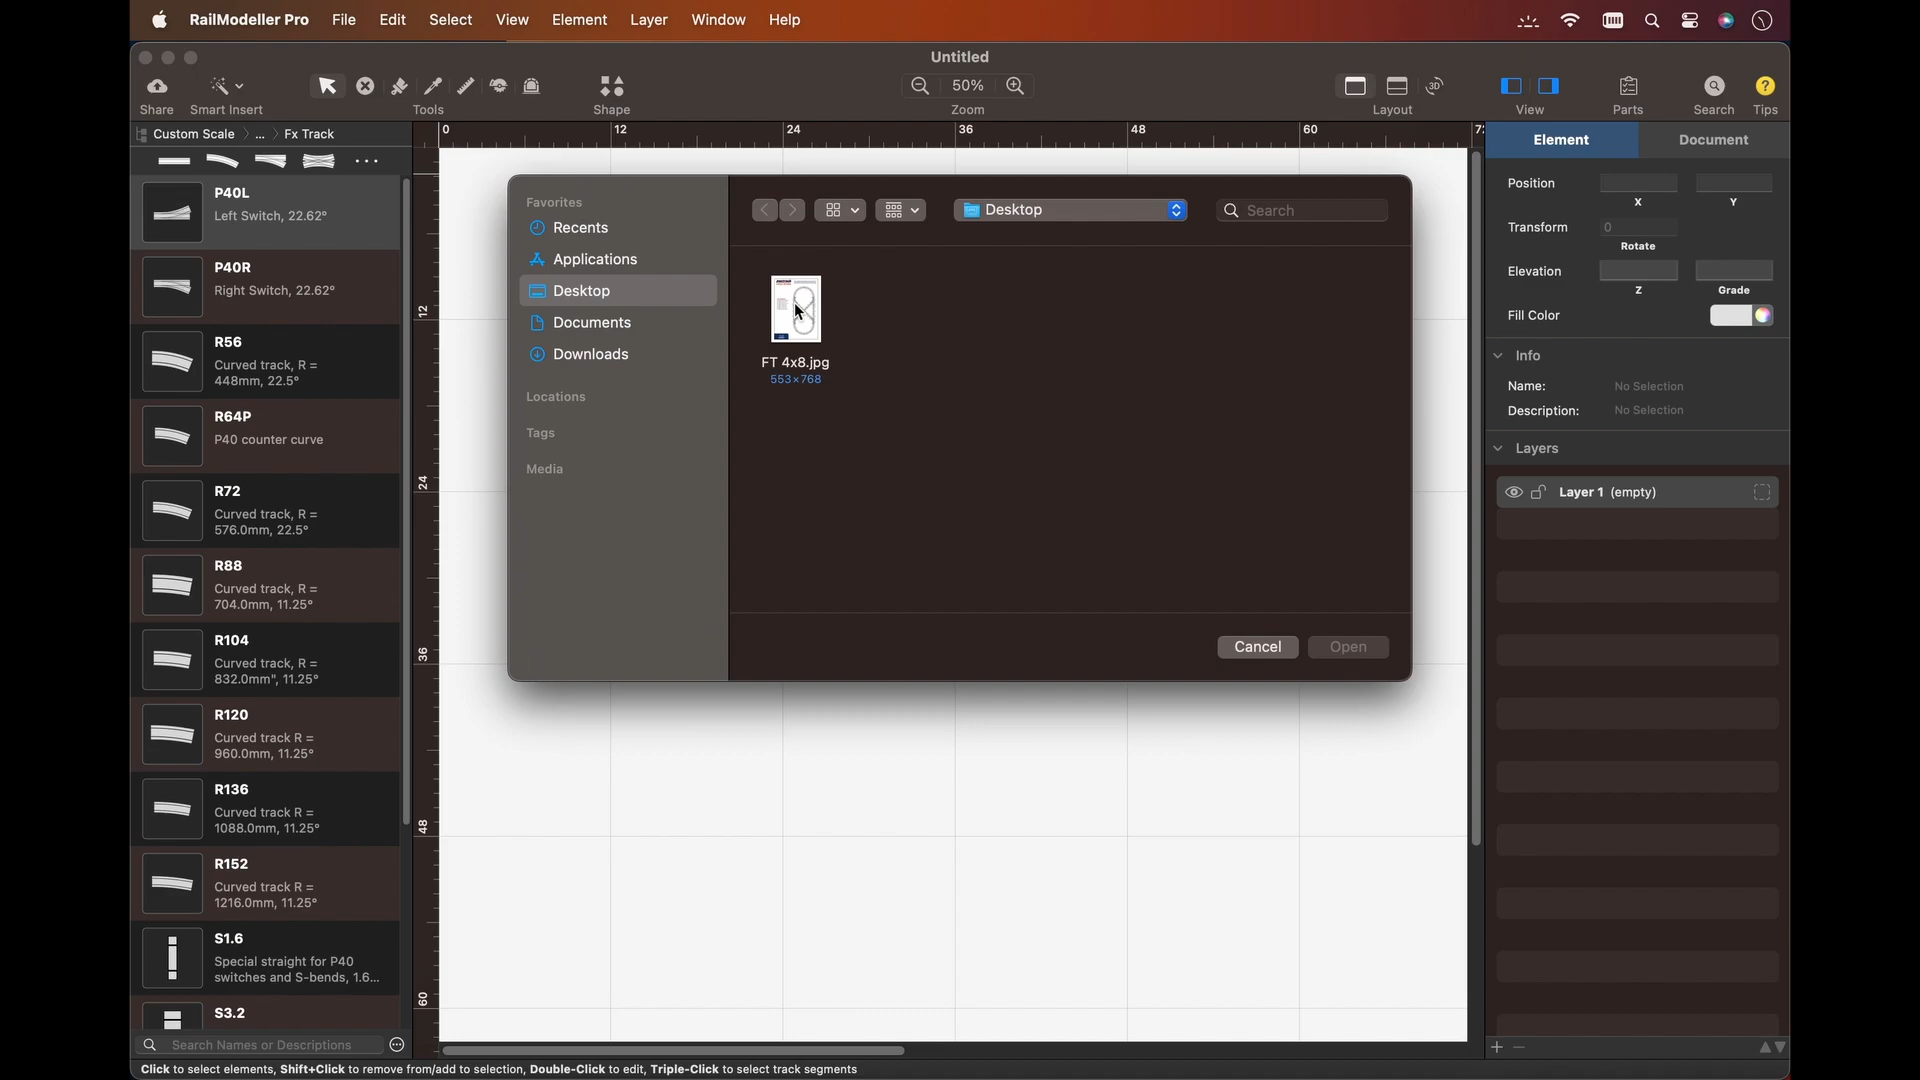 RailModeller Pro File Edit Select View Element Layer Window Help
Untitled
50%
Share Smart Insert Tools Shape Zoom Layout View Parts Search Tips
Custom Scale ... Fx Track
0 12 24 36 48 60
12
24
36
48
60
P40L
Left Switch, 22.62°
P40R
Right Switch, 22.62°
R56
Curved track, R =
448mm, 22.5°
R64P
P40 counter curve
R72
Curved track, R =
576.0mm, 22.5°
R88
Curved track, R =
704.0mm, 11.25°
R104
Curved track, R =
832.0mm", 11.25°
R120
Curved track R =
960.0mm, 11.25°
R136
Curved track R =
1088.0mm, 11.25°
R152
Curved track R =
1216.0mm, 11.25°
S1.6
Special straight for P40
switches and S-bends, 1.6...
S3.2
Search Names or Descriptions
Favorites
Recents
Applications
Desktop
Documents
Downloads
Locations
Tags
Media
Desktop
Search
FT 4x8.jpg
553×768
Cancel Open
Element Document
Position
X Y
Transform 0
Rotate
Elevation
Z Grade
Fill Color
Info
Name: No Selection
Description: No Selection
Layers
Layer 1 (empty)
Click to select elements, Shift+Click to remove from/add to selection, Double-Click to edit, Triple-Click to select track segments